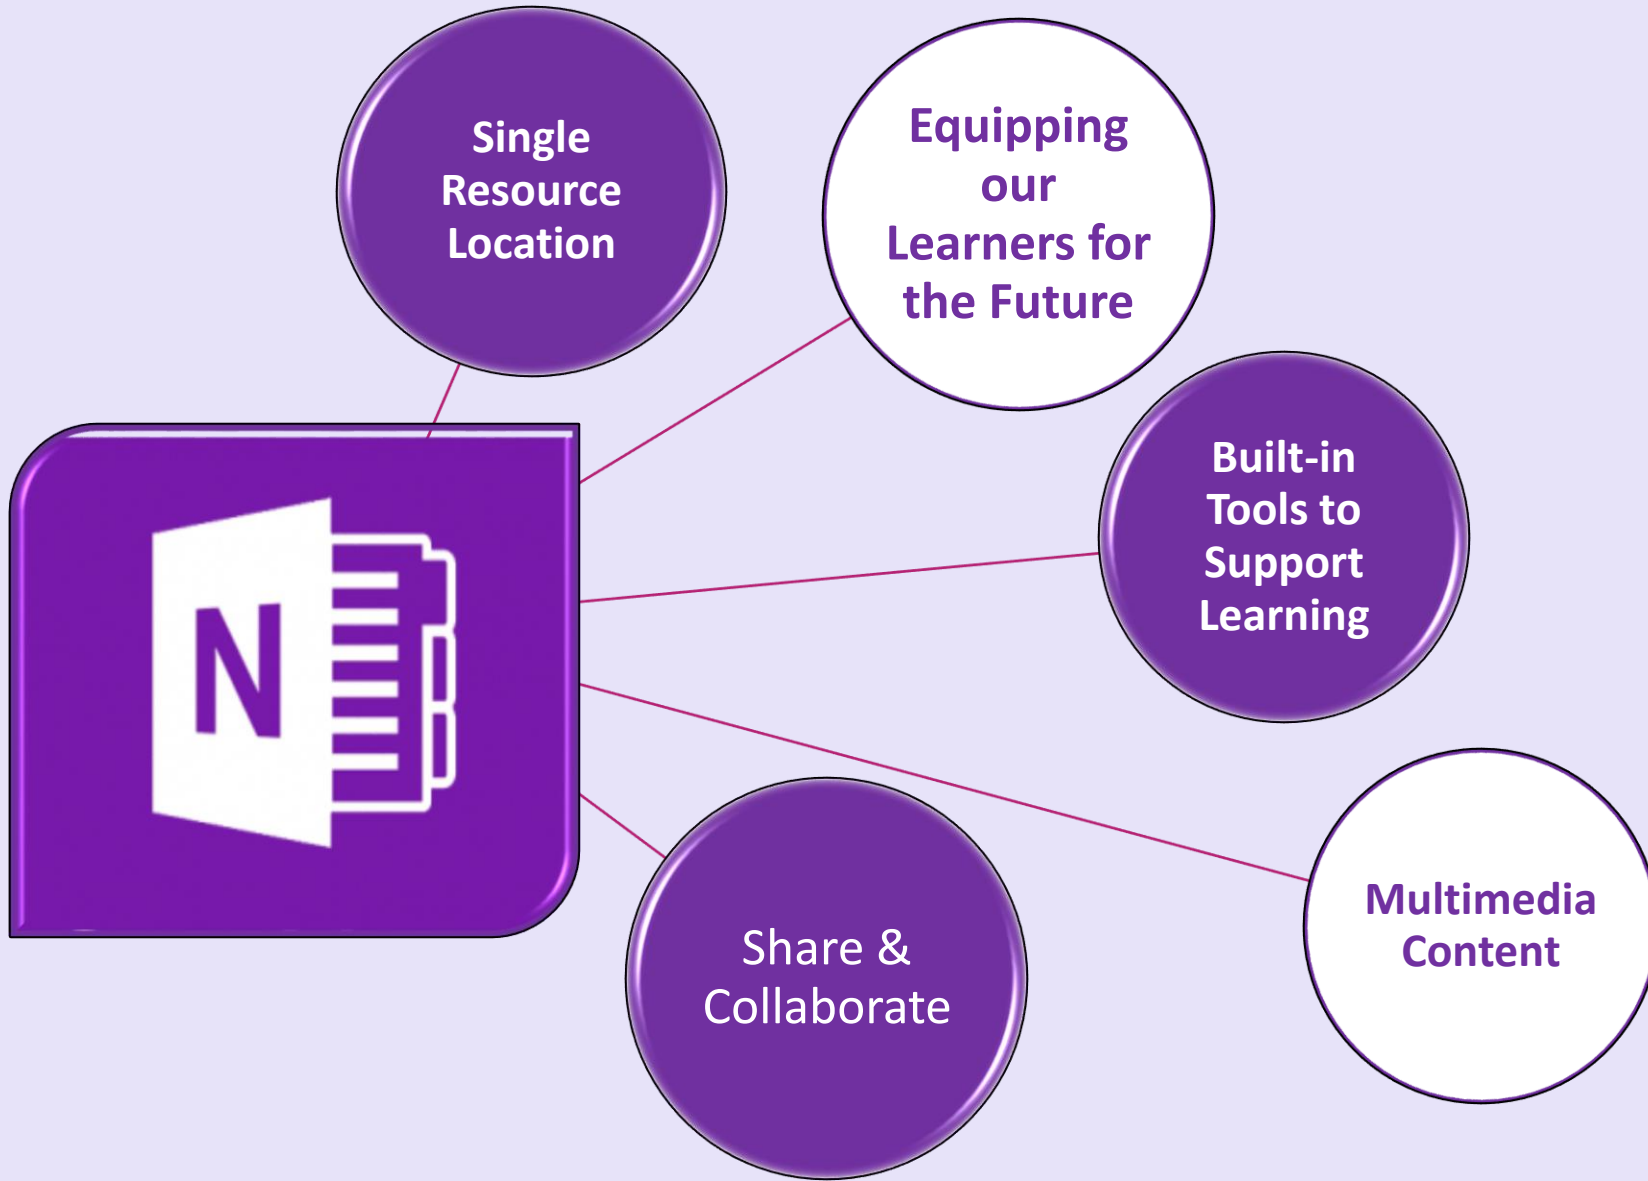 Single
Resource
Location
Equipping
our
Learners for
the Future
Built-in
Tools to
Support
Learning
N
Multimedia
Content
Share &
Collaborate